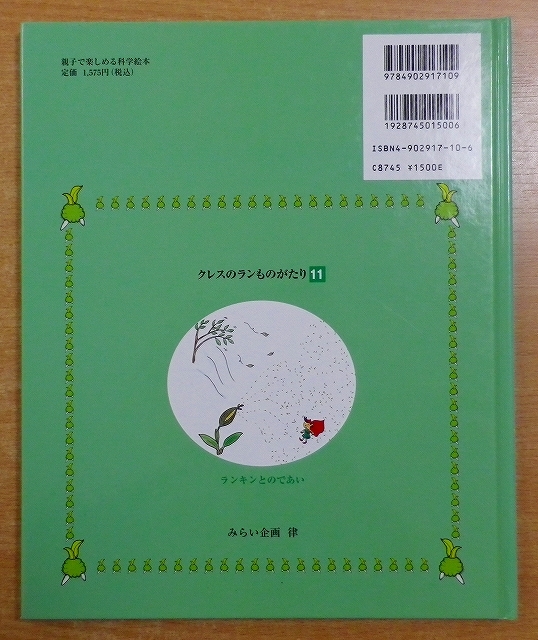 親子で楽しめる科学絵本
定価 1,575円(税込)
9784902917109
1928745015006
ISBN4-902917-10-6
C8745 ¥1500E
クレスのランものがたり 11
ランキンとのであい
みらい企画 律